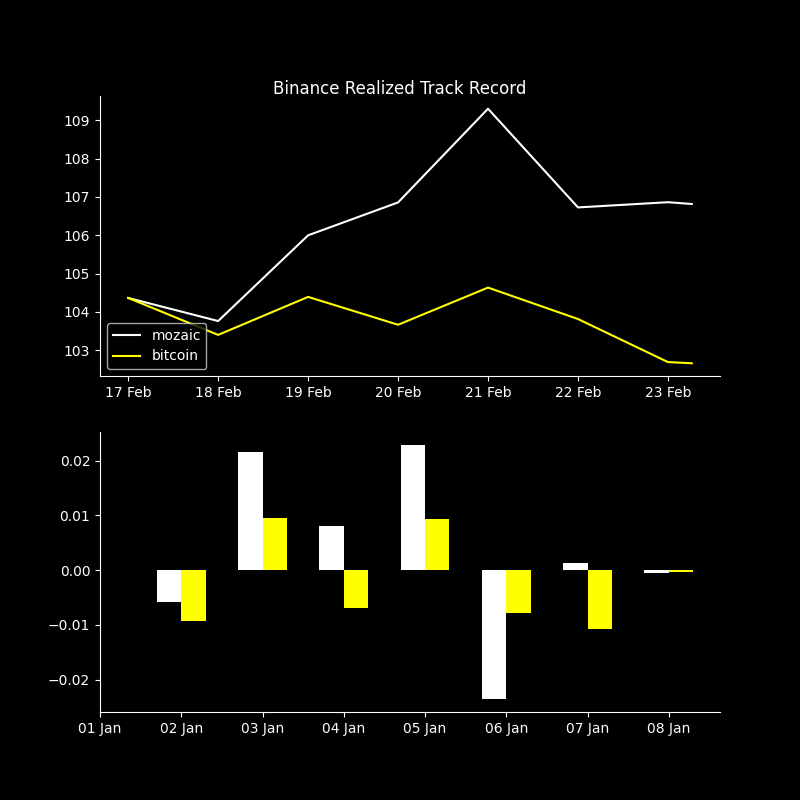 Binance Realized Track Record
109
108
107
106
105
104
103
mozaic
bitcoin
17 Feb 18 Feb 19 Feb 20 Feb 21 Feb 22 Feb 23 Feb
0.02
0.01
0.00
−0.01
−0.02
01 Jan 02 Jan 03 Jan 04 Jan 05 Jan 06 Jan 07 Jan 08 Jan